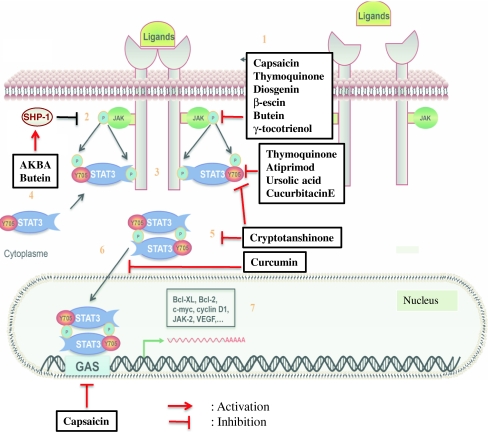 Ligands
Ligands
1
Capsaicin
Thymoquinone
Diosgenin
β-escin
Butein
γ-tocotrienol
SHP-1
2
P
JAK
JAK
P
JAK
AKBA
Butein
P
STAT3
P
3
P
STAT3
P
Thymoquinone
Atiprimod
Ursolic acid
CucurbitacinE
4
STAT3
Cytoplasme
STAT3
P
P
STAT3
5
Cryptotanshinone
6
Curcumin
Bcl-XL, Bcl-2,
c-myc, cyclin D1,
JAK-2, VEGF,...
7
Nucleus
STAT3
P
P
STAT3
AAAAA
GAS
Capsaicin
: Activation
: Inhibition